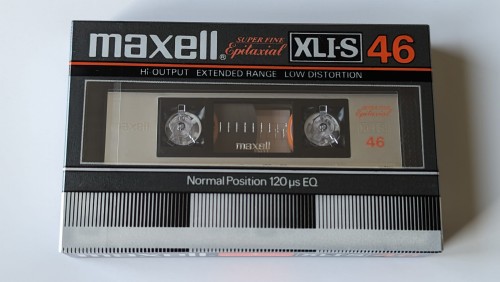 maxell® SUPER FINE Epitaxial XLI-S 46
HI-OUTPUT EXTENDED RANGE LOW DISTORTION
Epitaxial
46
maxell
Normal Position 120 μs EQ